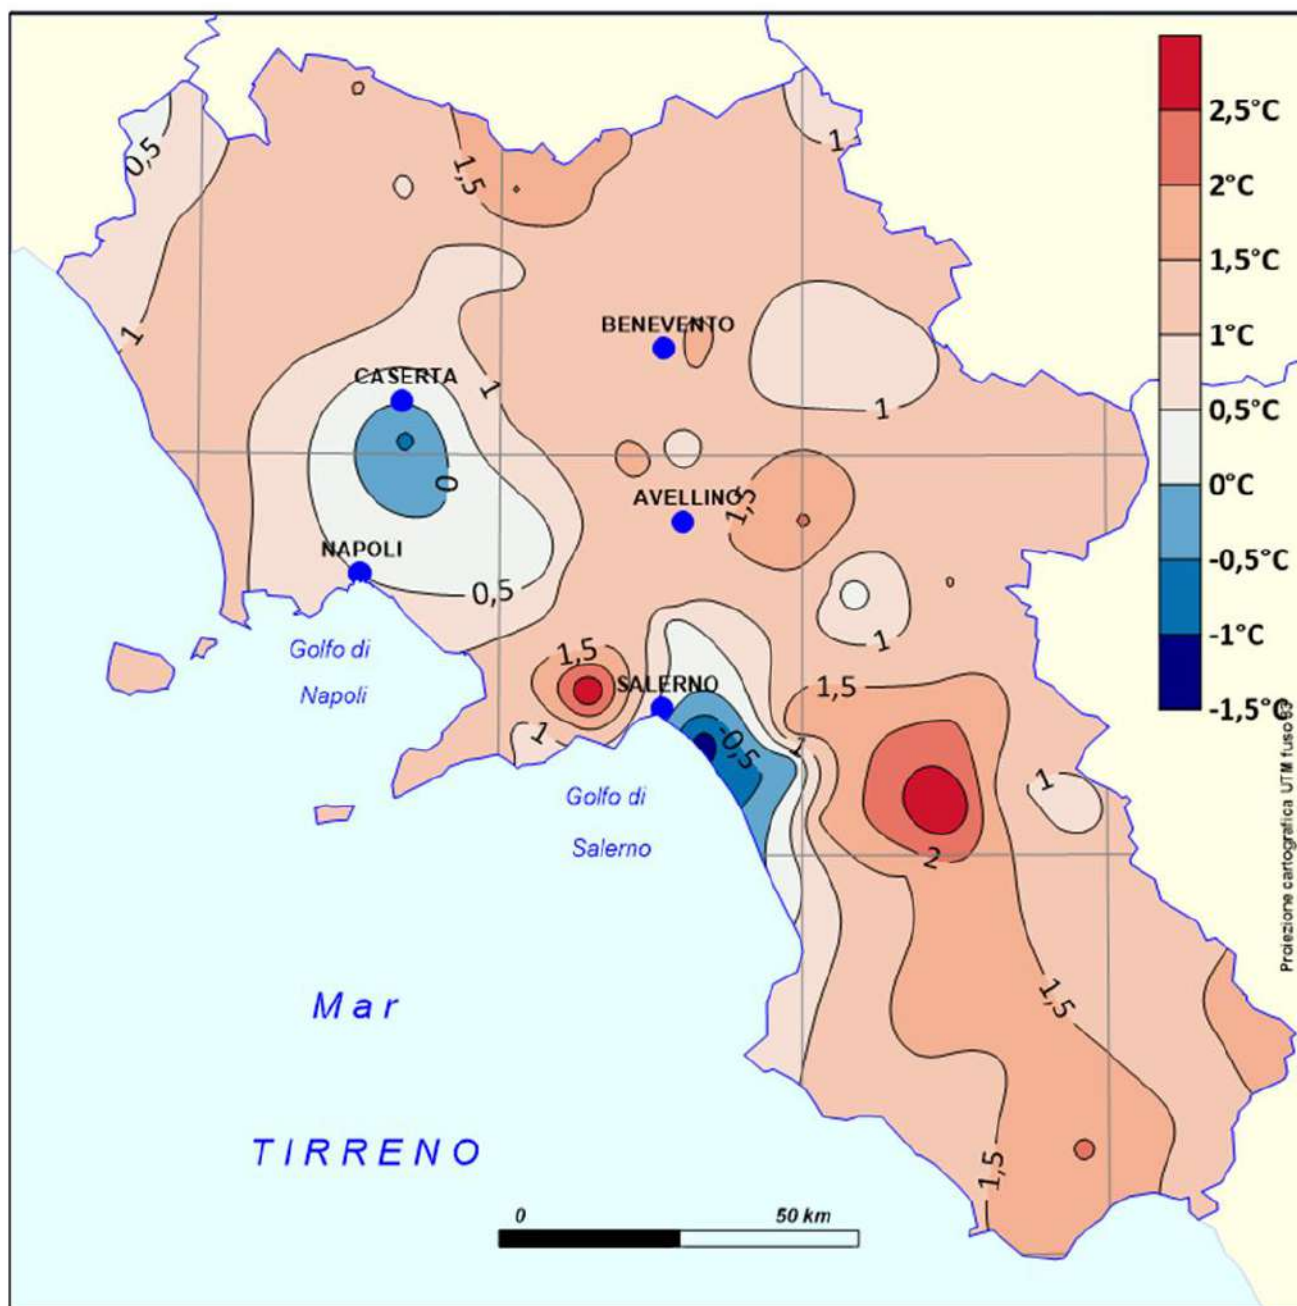 2,5°C
2°C
1,5°C
1°C
0,5°C
0°C
-0,5°C
-1°C
-1,5°C
0,5
1
1,5
1
1
BENEVENTO
CASERTA
1
0
AVELLINO
1,5
NAPOLI
0,5
Golfo di
Napoli
1,5
SALERNO
1
-0,5
1
1
1,5
1
2
Golfo di
Salerno
Mar
TIRRENO
1,5
1,5
0 50 km
Proiezione cartografica UTM fuso 33